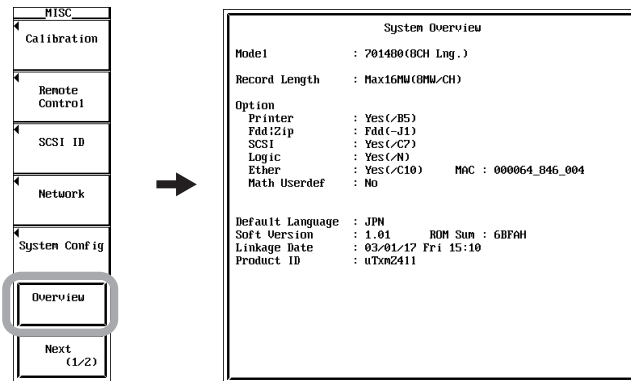 MISC
Calibration
Remote
Control
SCSI ID
Network
System Config
Overview
Next
(1/2)
System Overview
Model : 701480(8CH Lng.)
Record Length : Max16MW(8MW/CH)
Option
Printer : Yes(/B5)
Fdd¦Zip : Fdd(-J1)
SCSI : Yes(/C7)
Logic : Yes(/N)
Ether : Yes(/C10) MAC : 000064_846_004
Math Userdef : No
Default Language : JPN
Soft Version : 1.01 ROM Sum : 6BFAH
Linkage Date : 03/01/17 Fri 15:10
Product ID : uTxmZ411